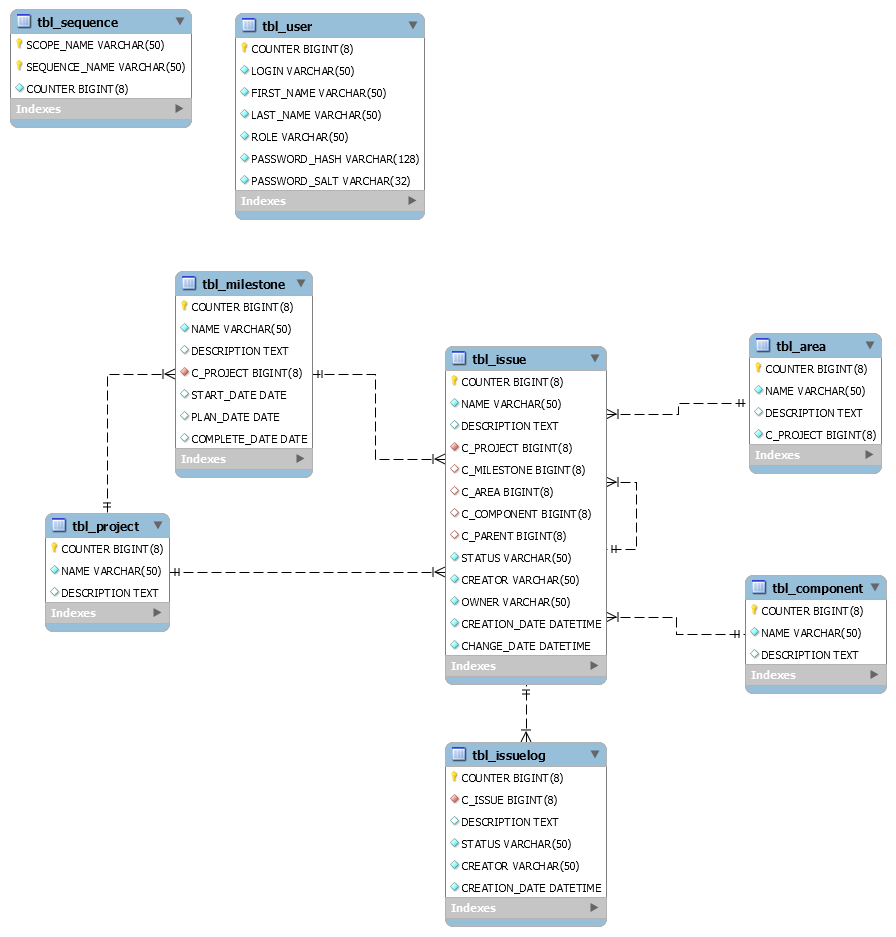 tbl_sequence
SCOPE_NAME VARCHAR(50)
SEQUENCE_NAME VARCHAR(50)
COUNTER BIGINT(8)
Indexes
tbl_user
COUNTER BIGINT(8)
LOGIN VARCHAR(50)
FIRST_NAME VARCHAR(50)
LAST_NAME VARCHAR(50)
ROLE VARCHAR(50)
PASSWORD_HASH VARCHAR(128)
PASSWORD_SALT VARCHAR(32)
Indexes
tbl_milestone
COUNTER BIGINT(8)
NAME VARCHAR(50)
DESCRIPTION TEXT
C_PROJECT BIGINT(8)
START_DATE DATE
PLAN_DATE DATE
COMPLETE_DATE DATE
Indexes
tbl_issue
COUNTER BIGINT(8)
NAME VARCHAR(50)
DESCRIPTION TEXT
C_PROJECT BIGINT(8)
C_MILESTONE BIGINT(8)
C_AREA BIGINT(8)
C_COMPONENT BIGINT(8)
C_PARENT BIGINT(8)
STATUS VARCHAR(50)
CREATOR VARCHAR(50)
OWNER VARCHAR(50)
CREATION_DATE DATETIME
CHANGE_DATE DATETIME
Indexes
tbl_area
COUNTER BIGINT(8)
NAME VARCHAR(50)
DESCRIPTION TEXT
C_PROJECT BIGINT(8)
Indexes
tbl_project
COUNTER BIGINT(8)
NAME VARCHAR(50)
DESCRIPTION TEXT
Indexes
tbl_component
COUNTER BIGINT(8)
NAME VARCHAR(50)
DESCRIPTION TEXT
Indexes
tbl_issuelog
COUNTER BIGINT(8)
C_ISSUE BIGINT(8)
DESCRIPTION TEXT
STATUS VARCHAR(50)
CREATOR VARCHAR(50)
CREATION_DATE DATETIME
Indexes